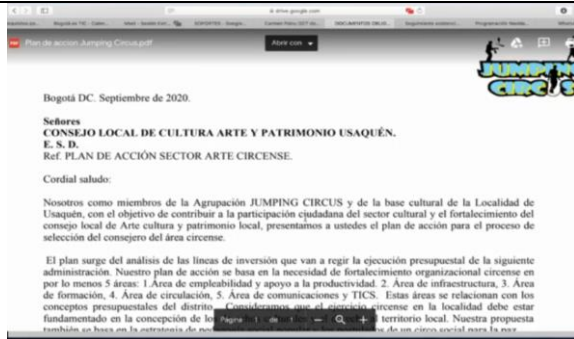 drive.google.com
Plan de accion Jumping Circus.pdf
Abrir con
JUMPING
CIRCUS
Bogotá DC. Septiembre de 2020.
Señores
CONSEJO LOCAL DE CULTURA ARTE Y PATRIMONIO USAQUÉN.
E. S. D.
Ref. PLAN DE ACCIÓN SECTOR ARTE CIRCENSE.
Cordial saludo:
Nosotros como miembros de la Agrupación JUMPING CIRCUS y de la base cultural de la Localidad de
Usaquén, con el objetivo de contribuir a la participación ciudadana del sector cultural y el fortalecimiento del
consejo local de Arte cultura y patrimonio local, presentamos a ustedes el plan de acción para el proceso de
selección del consejero del área circense.
El plan surge del análisis de las líneas de inversión que van a regir la ejecución presupuestal de la siguiente
administración. Nuestro plan de acción se basa en la necesidad de fortalecimiento organizacional circense en
por lo menos 5 áreas: 1.Area de empleabilidad y apoyo a la productividad. 2. Área de infraestructura, 3. Área
de formación, 4. Área de circulación, 5. Área de comunicaciones y TICS. Estas áreas se relacionan con los
conceptos presupuestales del distrito. Consideramos que el ejercicio circense en la localidad debe estar
fundamentado en la concepción de los territorio local. Nuestra propuesta
también se basa en la estrategia de de un circo social para la paz
Página